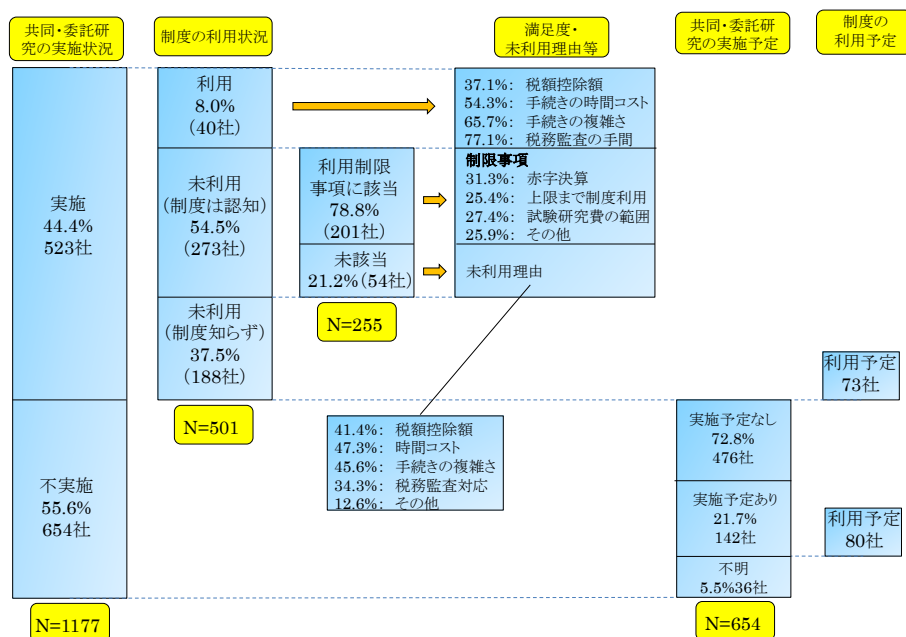 共同・委託研
究の実施状況
制度の利用状況
満足度・
未利用理由等
共同・委託研
究の実施予定
制度の
利用予定
実施
44.4%
523社
不実施
55.6%
654社
N=1177
利用
8.0%
(40社)
未利用
(制度は認知)
54.5%
(273社)
未利用
(制度知らず)
37.5%
(188社)
N=501
利用制限
事項に該当
78.8%
(201社)
未該当
21.2%(54社)
N=255
37.1%: 税額控除額
54.3%: 手続きの時間コスト
65.7%: 手続きの複雑さ
77.1%: 税務監査の手間
制限事項
31.3%: 赤字決算
25.4%: 上限まで制度利用
27.4%: 試験研究費の範囲
25.9%: その他
未利用理由
41.4%: 税額控除額
47.3%: 時間コスト
45.6%: 手続きの複雑さ
34.3%: 税務監査対応
12.6%: その他
実施予定なし
72.8%
476社
実施予定あり
21.7%
142社
不明
5.5%36社
N=654
利用予定
73社
利用予定
80社